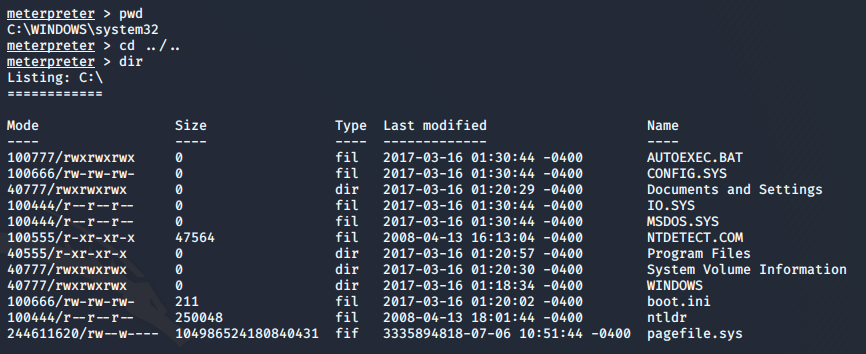 meterpreter > pwd
C:\WINDOWS\system32
meterpreter > cd ../..
meterpreter > dir
Listing: C:\
============
Mode Size Type Last modified Name
---- ---- ---- ------------- ----
100777/rwxrwxrwx 0 fil 2017-03-16 01:30:44 -0400 AUTOEXEC.BAT
100666/rw-rw-rw- 0 fil 2017-03-16 01:30:44 -0400 CONFIG.SYS
40777/rwxrwxrwx 0 dir 2017-03-16 01:20:29 -0400 Documents and Settings
100444/r--r--r-- 0 fil 2017-03-16 01:30:44 -0400 IO.SYS
100444/r--r--r-- 0 fil 2017-03-16 01:30:44 -0400 MSDOS.SYS
100555/r-xr-xr-x 47564 fil 2008-04-13 16:13:04 -0400 NTDETECT.COM
40555/r-xr-xr-x 0 dir 2017-03-16 01:20:57 -0400 Program Files
40777/rwxrwxrwx 0 dir 2017-03-16 01:20:30 -0400 System Volume Information
40777/rwxrwxrwx 0 dir 2017-03-16 01:18:34 -0400 WINDOWS
100666/rw-rw-rw- 211 fil 2017-03-16 01:20:02 -0400 boot.ini
100444/r--r--r-- 250048 fil 2008-04-13 18:01:44 -0400 ntldr
244611620/rw--w---- 104986524180840431 fif 3335894818-07-06 10:51:44 -0400 pagefile.sys